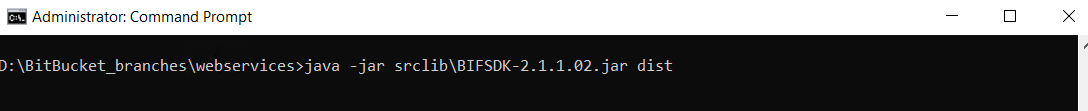 Administrator: Command Prompt
D:\BitBucket_branches\webservices>java -jar srclib\BIFSDK-2.1.1.02.jar dist